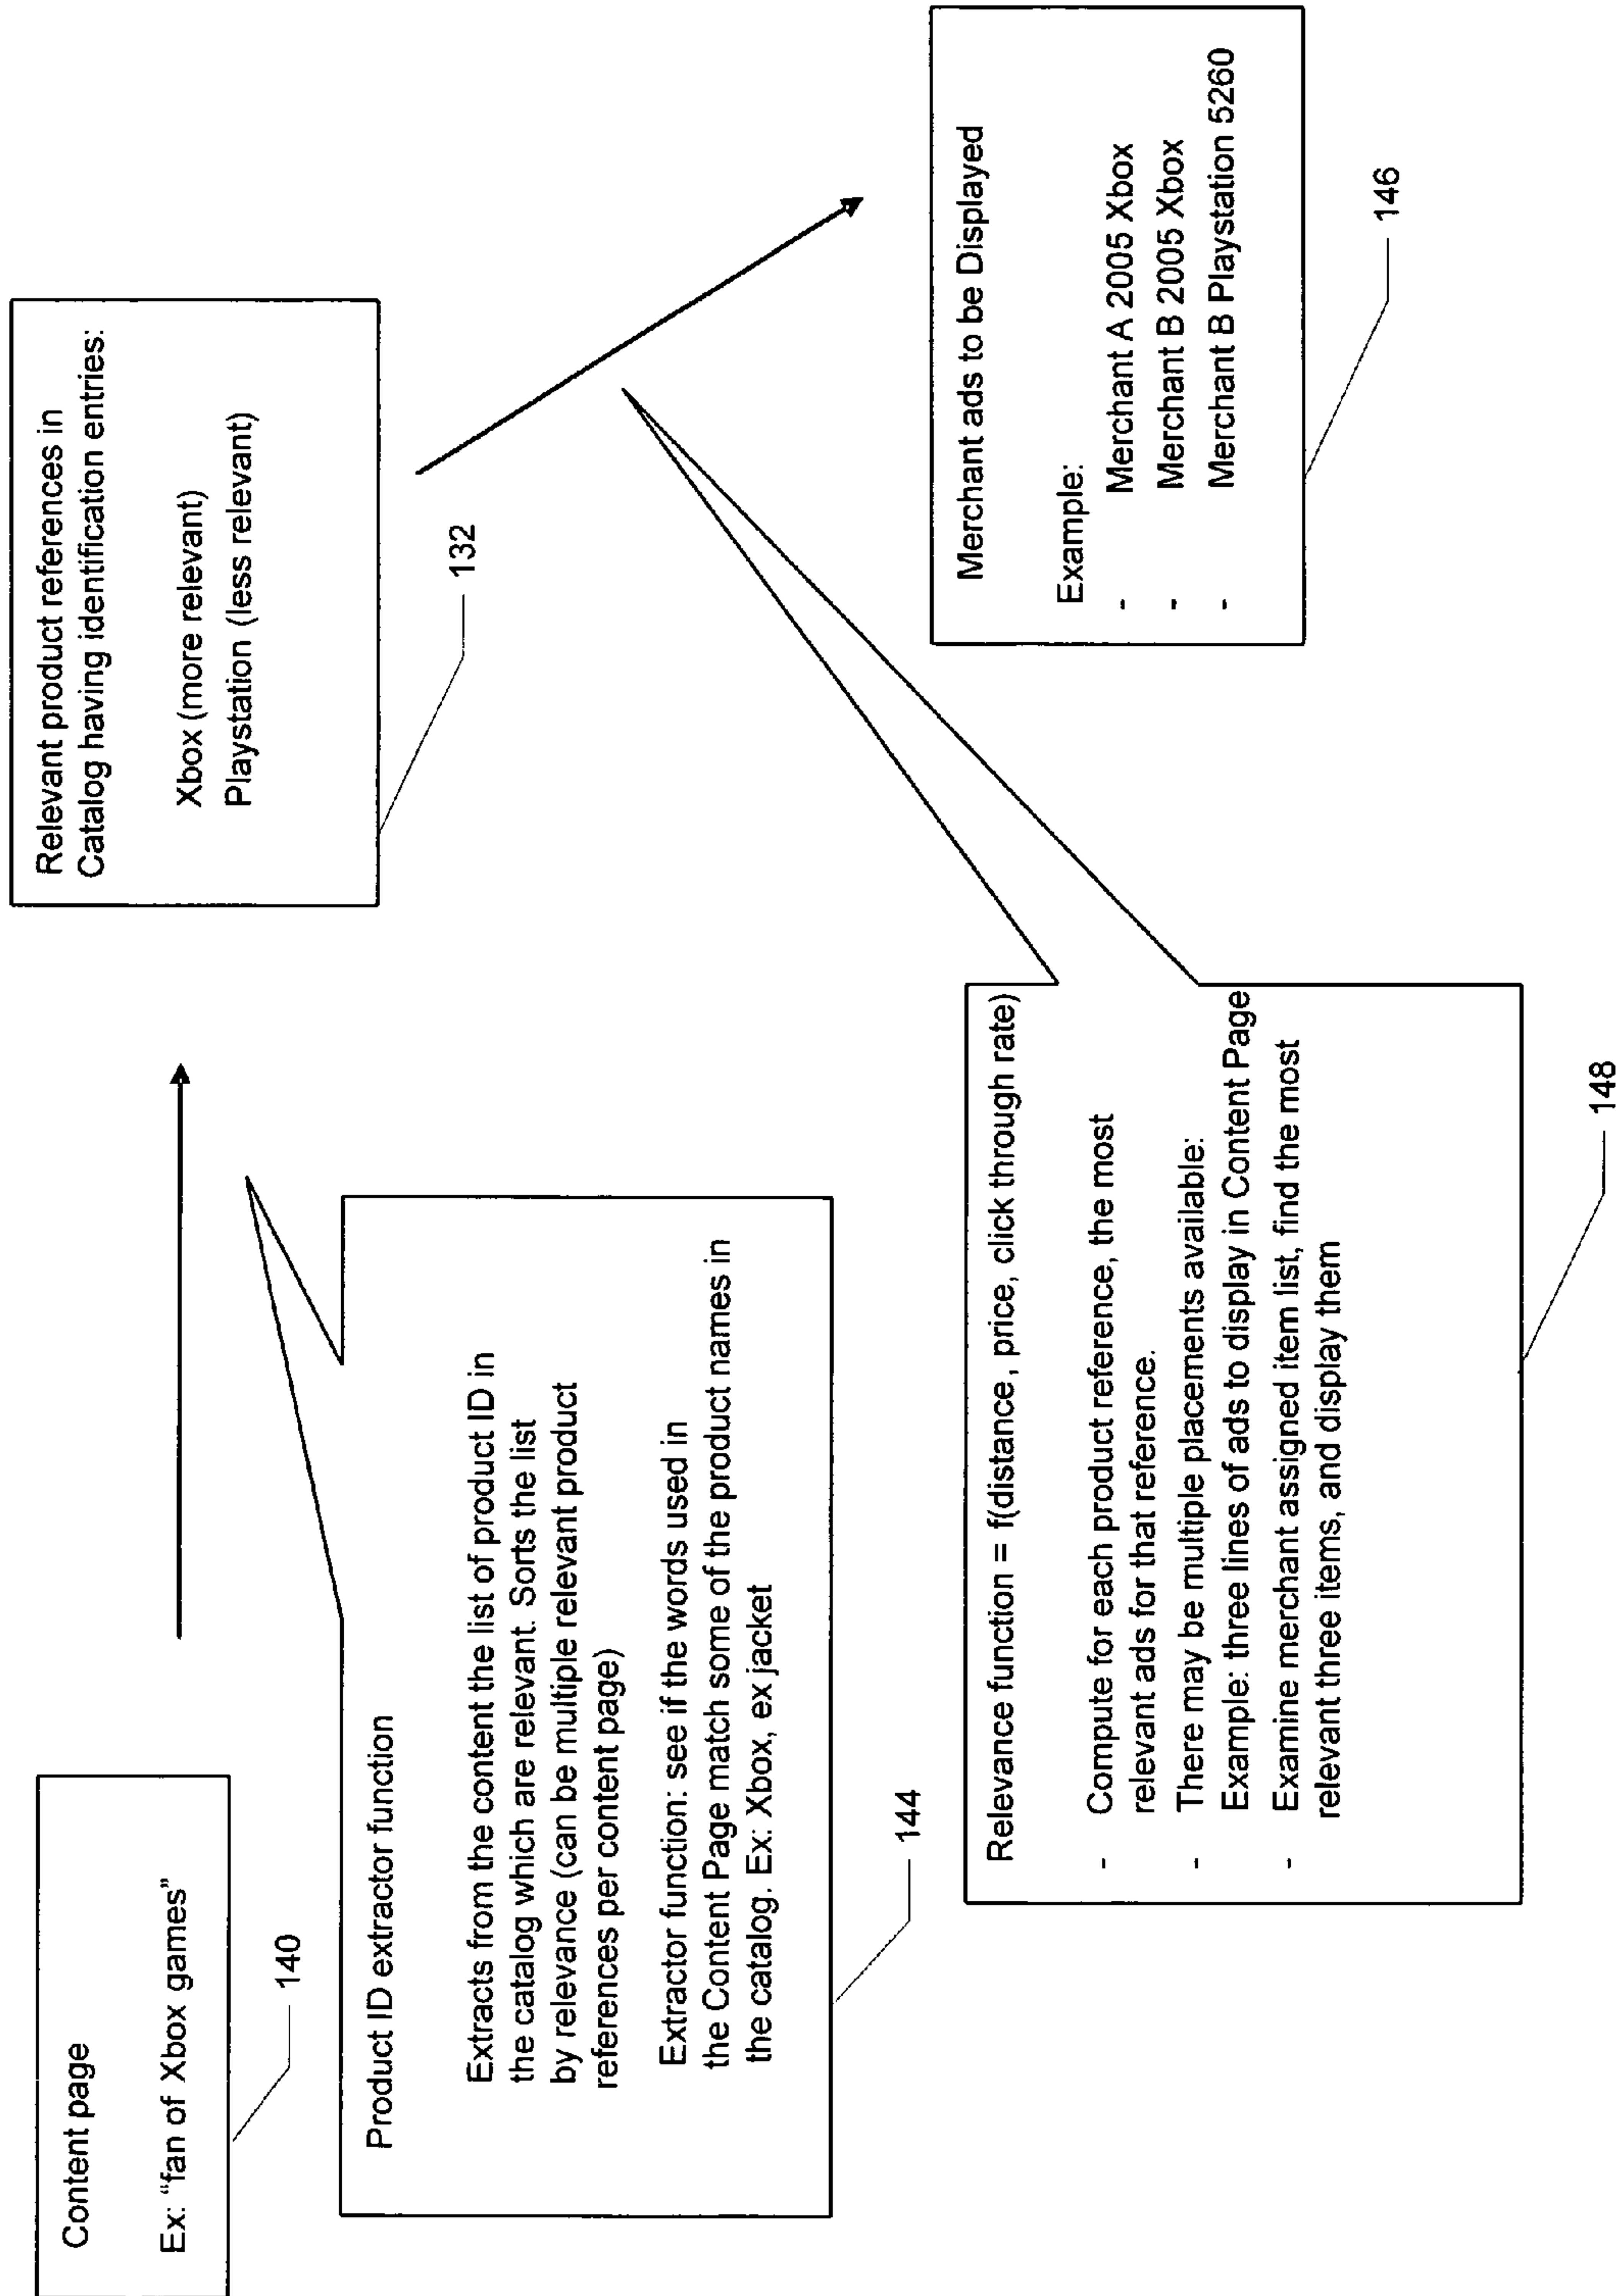 Content page
Ex: “fan of Xbox games”
140
Relevant product references in
Catalog having identification entries:
Xbox (more relevant)
Playstation (less relevant)
132
Product ID extractor function
Extracts from the content the list of product ID in
the catalog which are relevant. Sorts the list
by relevance (can be multiple relevant product
references per content page)
Extractor function: see if the words used in
the Content Page match some of the product names in
the catalog. Ex: Xbox, ex jacket
144
Relevance function = f(distance, price, click through rate)
- Compute for each product reference, the most
relevant ads for that reference.
- There may be multiple placements available:
Example: three lines of ads to display in Content Page
- Examine merchant assigned item list, find the most
relevant three items, and display them
148
Merchant ads to be Displayed
Example:
- Merchant A 2005 Xbox
- Merchant B 2005 Xbox
- Merchant B Playstation 5260
146